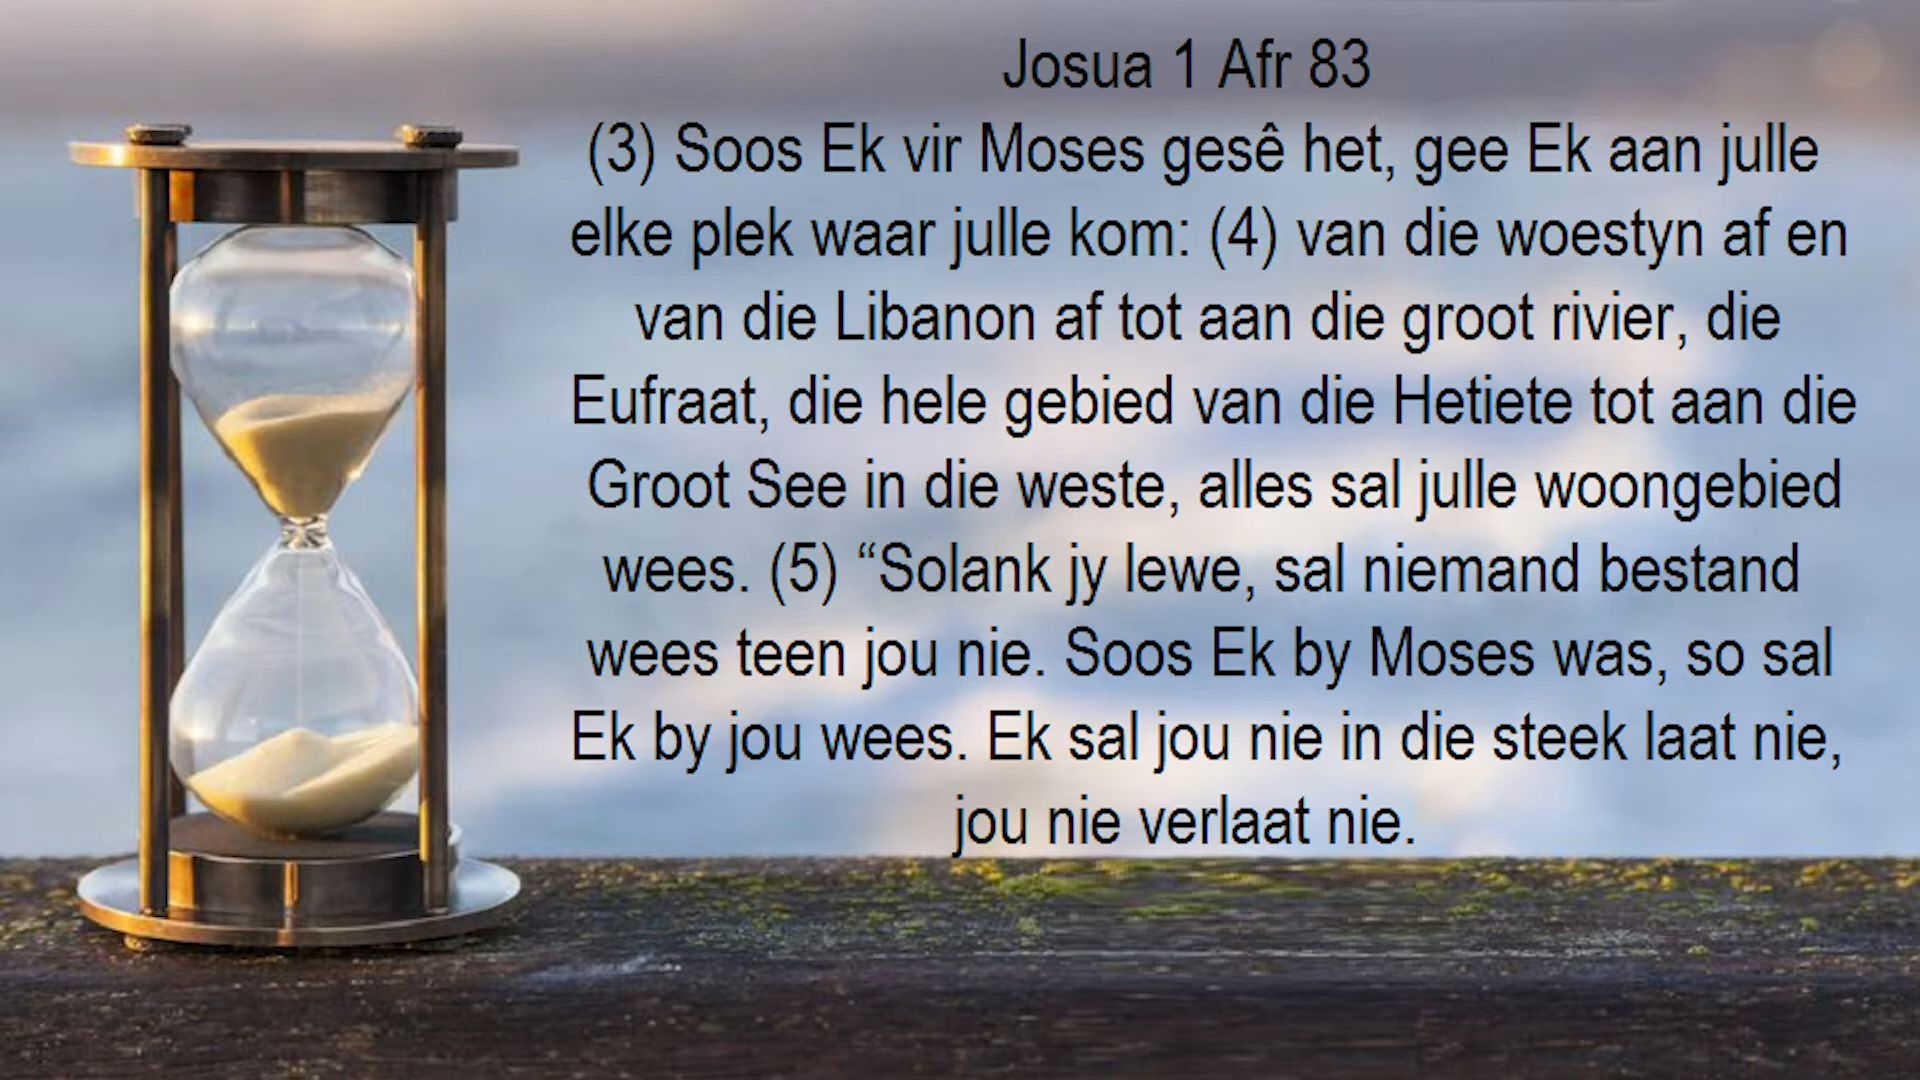 Josua 1 Afr 83
(3) Soos Ek vir Moses gesê het, gee Ek aan julle
elke plek waar julle kom: (4) van die woestyn af en
van die Libanon af tot aan die groot rivier, die
Eufraat, die hele gebied van die Hetiete tot aan die
Groot See in die weste, alles sal julle woongebied
wees. (5) “Solank jy lewe, sal niemand bestand
wees teen jou nie. Soos Ek by Moses was, so sal
Ek by jou wees. Ek sal jou nie in die steek laat nie,
jou nie verlaat nie.